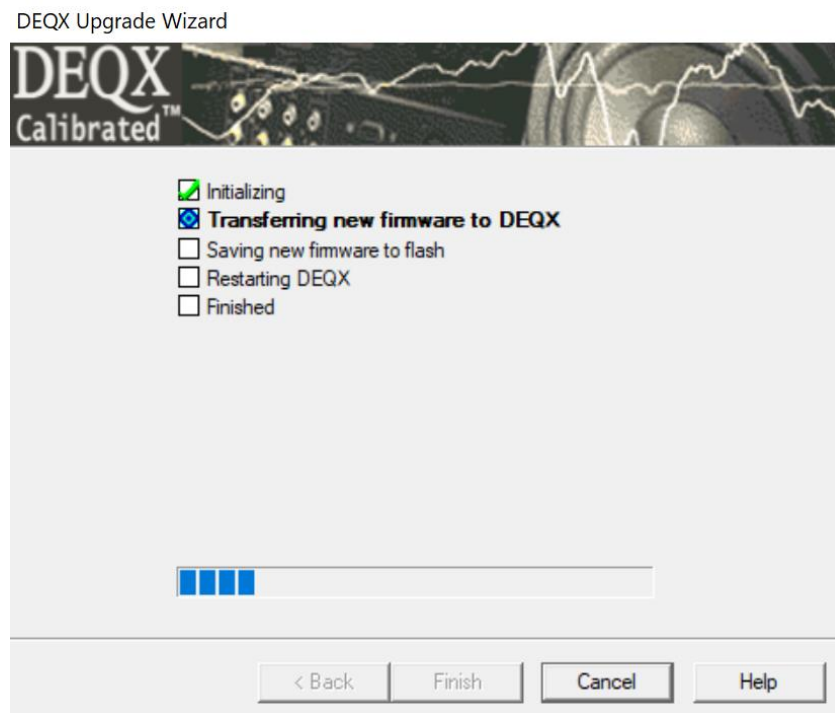 DEQX Upgrade Wizard
DEQX
Calibrated™
Initializing
Transferring new firmware to DEQX
Saving new firmware to flash
Restarting DEQX
Finished
< Back Finish Cancel Help